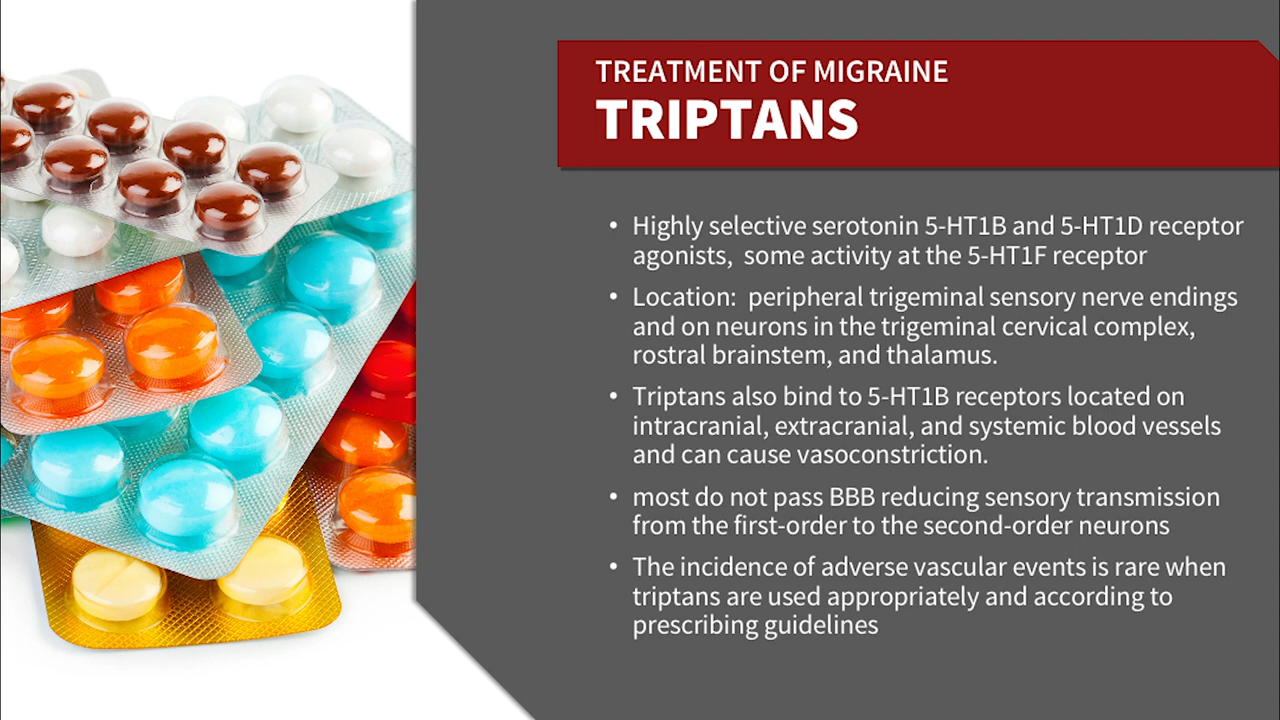 TREATMENT OF MIGRAINE
TRIPTANS
• Highly selective serotonin 5-HT1B and 5-HT1D receptor
agonists,  some activity at the 5-HT1F receptor
• Location:  peripheral trigeminal sensory nerve endings
and on neurons in the trigeminal cervical complex,
rostral brainstem, and thalamus.
• Triptans also bind to 5-HT1B receptors located on
intracranial, extracranial, and systemic blood vessels
and can cause vasoconstriction.
• most do not pass BBB reducing sensory transmission
from the first-order to the second-order neurons
• The incidence of adverse vascular events is rare when
triptans are used appropriately and according to
prescribing guidelines